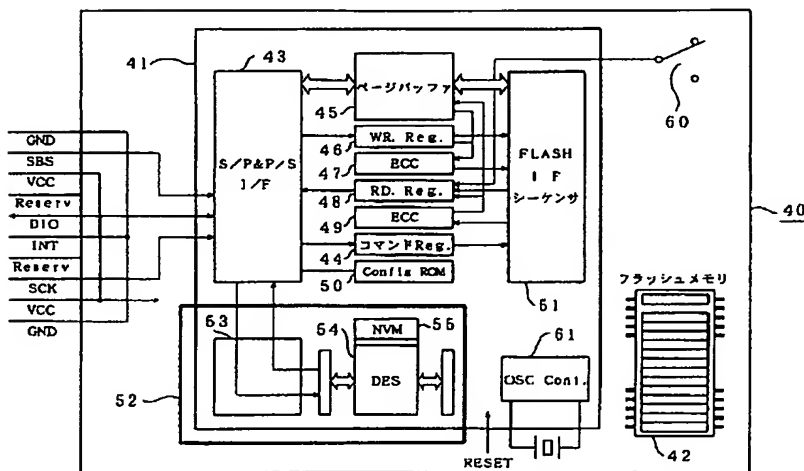 GND
SBS
VCC
Reserv
DIO
INT
Reserv
SCK
VCC
GND
41
43
S/P&P/S
I/F
ページバッファ
45
WR. Reg.
46
ECC
47
RD. Reg.
48
ECC
49
コマンドReg.
44
Config ROM
50
FLASH
I F
シーケンサ
51
60
40
フラッシュメモリ
42
52
53
54
NVM
55
DES
61
OSC Cont.
RESET